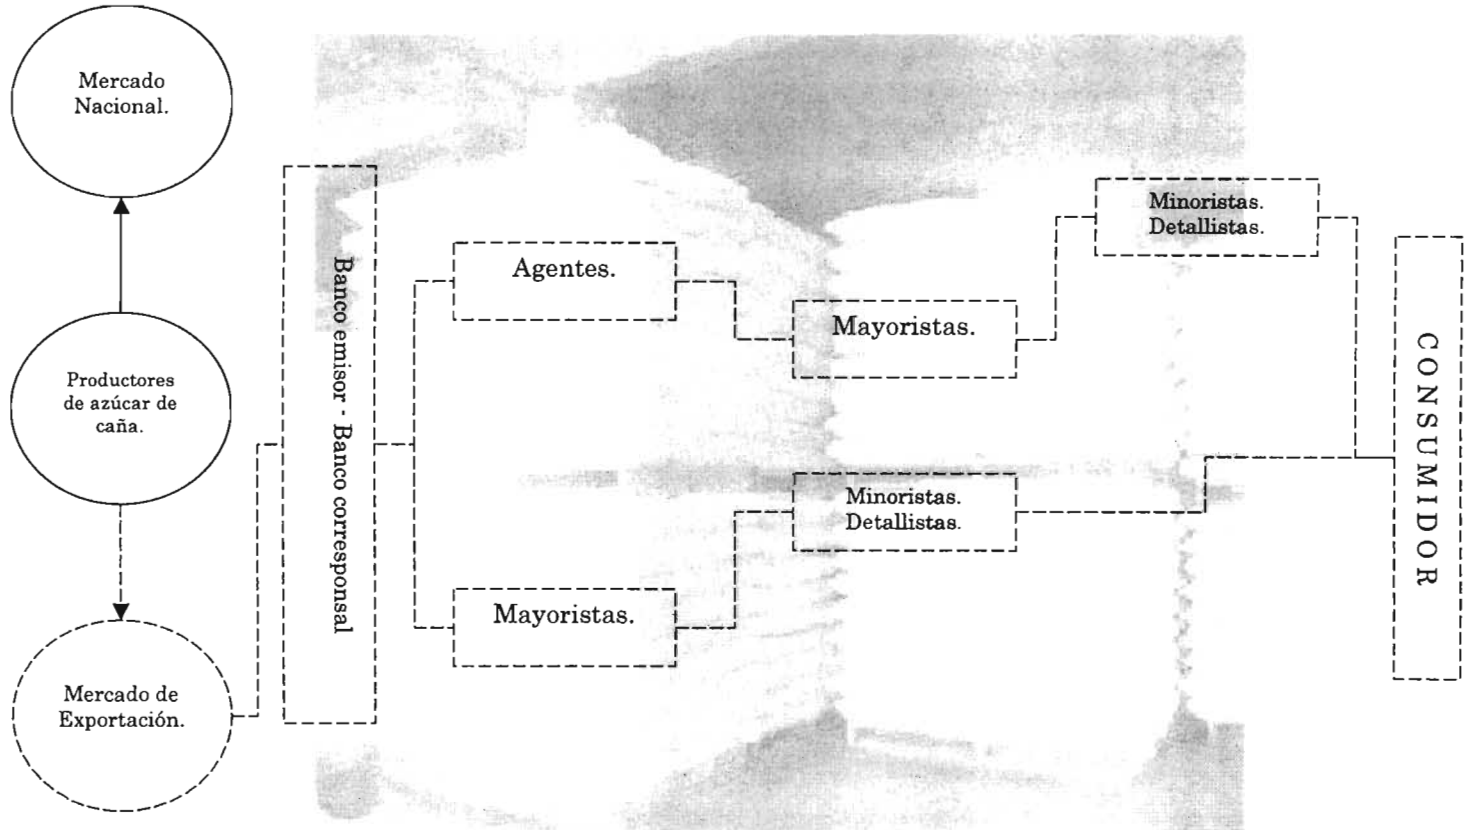 Mercado
Nacional.
Productores
de azúcar de
caña.
Mercado de
Exportación.
Banco emisor - Banco corresponsal
Agentes.
Mayoristas.
Mayoristas.
Minoristas.
Detallistas.
Minoristas.
Detallistas.
CONSUMIDOR